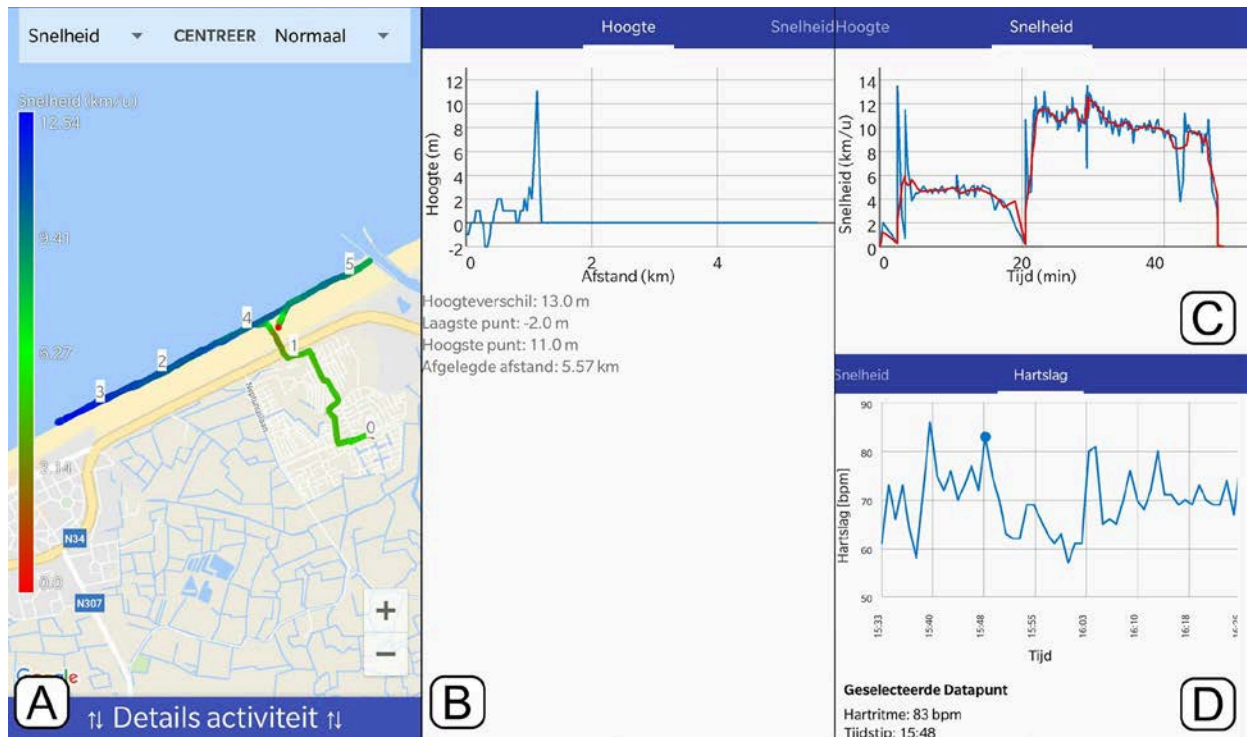 Snelheid CENTREER Normaal
Snelheid (km/u)
12.54
9.41
6.27
3.14
0.0
5
4
2
1
3
0
Neptunuslaan
N34
N307
+
−
Google
A
⇅ Details activiteit ⇅
Hoogte Snelheid
12
10
8
6
4
2
0
-2
Hoogte (m)
0 2 4
Afstand (km)
Hoogteverschil: 13.0 m
Laagste punt: -2.0 m
Hoogste punt: 11.0 m
Afgelegde afstand: 5.57 km
B
Hoogte Snelheid
14
12
10
8
6
4
2
0
Snelheid (km/u)
0 20 40
Tijd (min)
C
Snelheid Hartslag
90
80
70
60
50
Hartslag [bpm]
15:33 15:40 15:48 15:55 16:03 16:10 16:18
Tijd
Geselecteerde Datapunt
Hartritme: 83 bpm
Tijdstip: 15:48
D